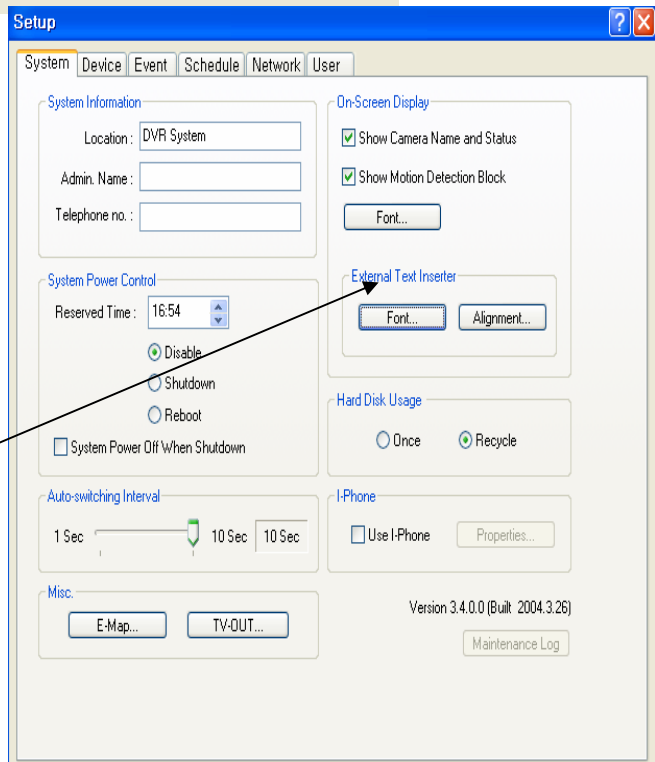 Setup
System Device Event Schedule Network User
System Information
Location : DVR System
Admin. Name :
Telephone no. :
System Power Control
Reserved Time : 16:54
Disable
Shutdown
Reboot
System Power Off When Shutdown
Auto-switching Interval
1 Sec 10 Sec 10 Sec
Misc.
E-Map... TV-OUT...
On-Screen Display
Show Camera Name and Status
Show Motion Detection Block
Font...
External Text Inserter
Font... Alignment...
Hard Disk Usage
Once Recycle
I-Phone
Use I-Phone Properties...
Version 3.4.0.0 (Built 2004.3.26)
Maintenance Log